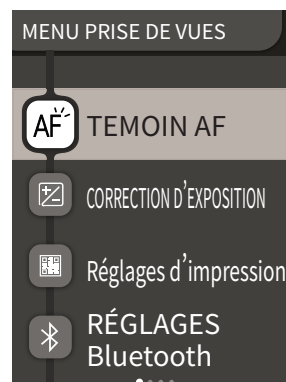 MENU PRISE DE VUES
AF
TEMOIN AF
CORRECTION D'EXPOSITION
Réglages d'impression
RÉGLAGES
Bluetooth